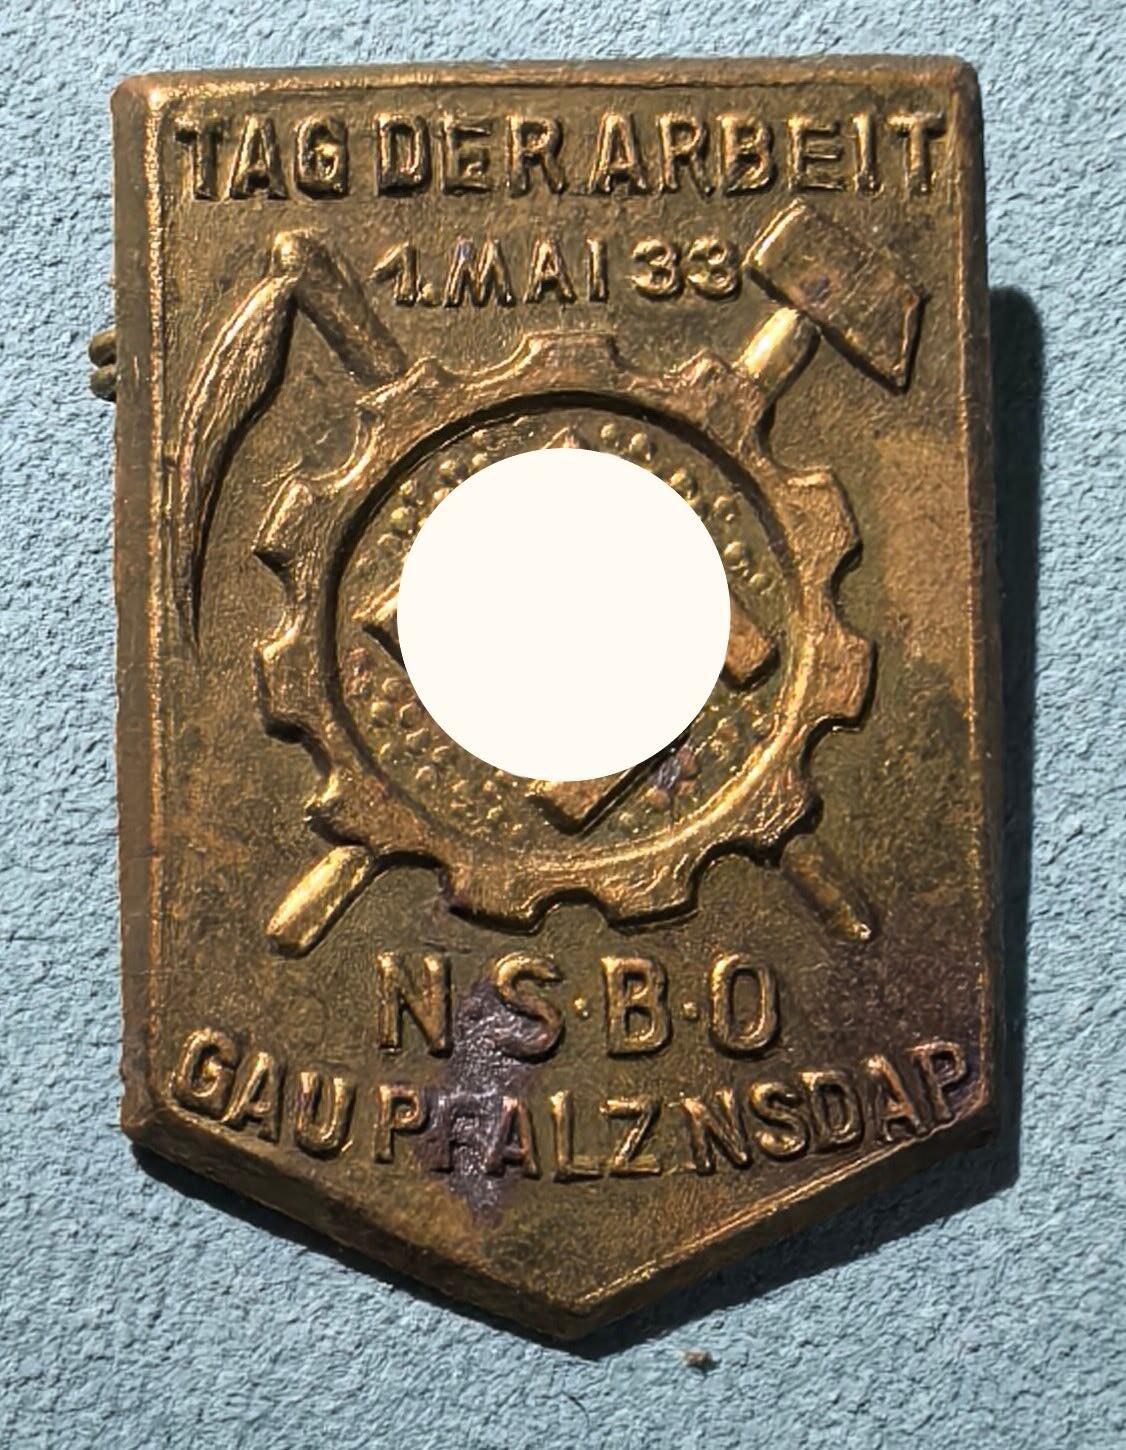 TAG DER ARBEIT
1. MAI 33
N·S·B·O
GAU PFALZ NSDAP